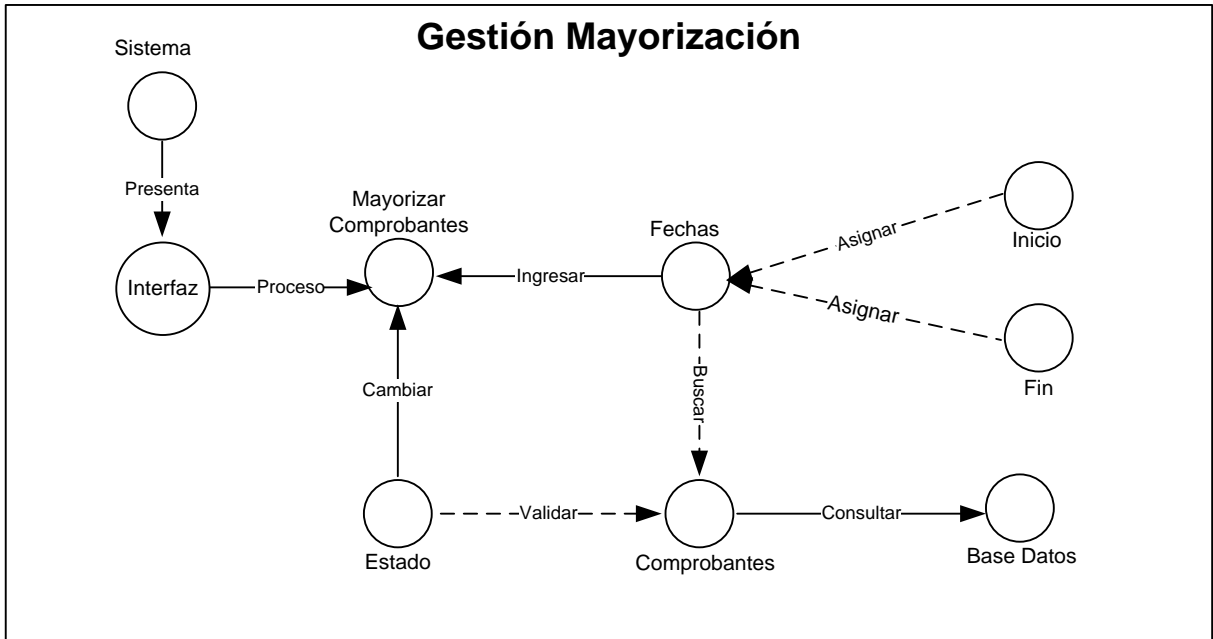 Gestión Mayorización
Sistema
Presenta
Interfaz
Proceso
Mayorizar
Comprobantes
Cambiar
Ingresar
Fechas
Asignar
Inicio
Asignar
Fin
Buscar
Estado
Validar
Comprobantes
Consultar
Base Datos